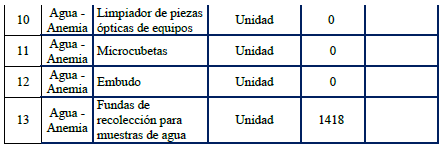 10 Agua - Anemia Limpiador de piezas ópticas de equipos Unidad 0
11 Agua - Anemia Microcubetas Unidad 0
12 Agua - Anemia Embudo Unidad 0
13 Agua - Anemia Fundas de recolección para muestras de agua Unidad 1418